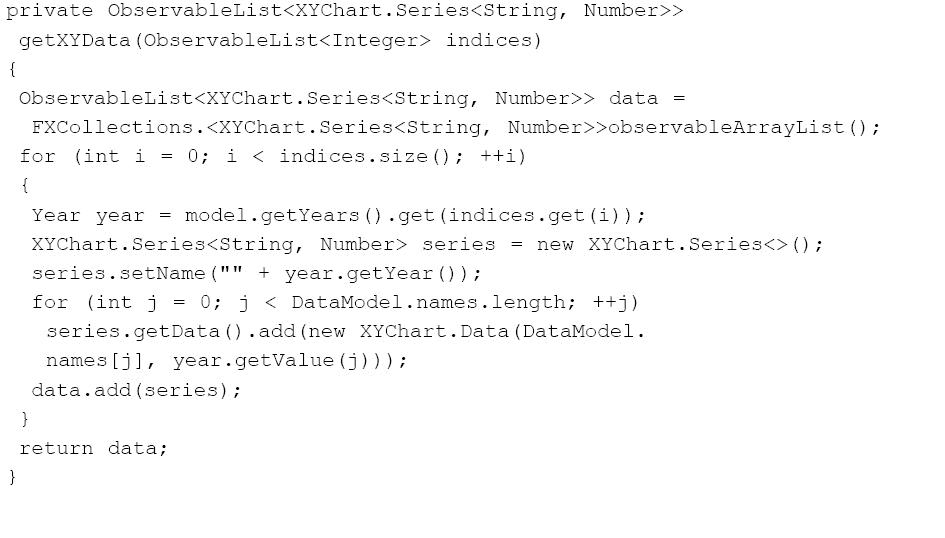 private ObservableList<XYChart.Series<String, Number>>
getXYData(ObservableList<Integer> indices)
{
ObservableList<XYChart.Series<String, Number>> data =
FXCollections.<XYChart.Series<String, Number>>observableArrayList();
for (int i = 0; i < indices.size(); ++i)
{
Year year = model.getYears().get(indices.get(i));
XYChart.Series<String, Number> series = new XYChart.Series<>();
series.setName("" + year.getYear());
for (int j = 0; j < DataModel.names.length; ++j)
series.getData().add(new XYChart.Data(DataModel.
names[j], year.getValue(j)));
data.add(series);
}
return data;
}